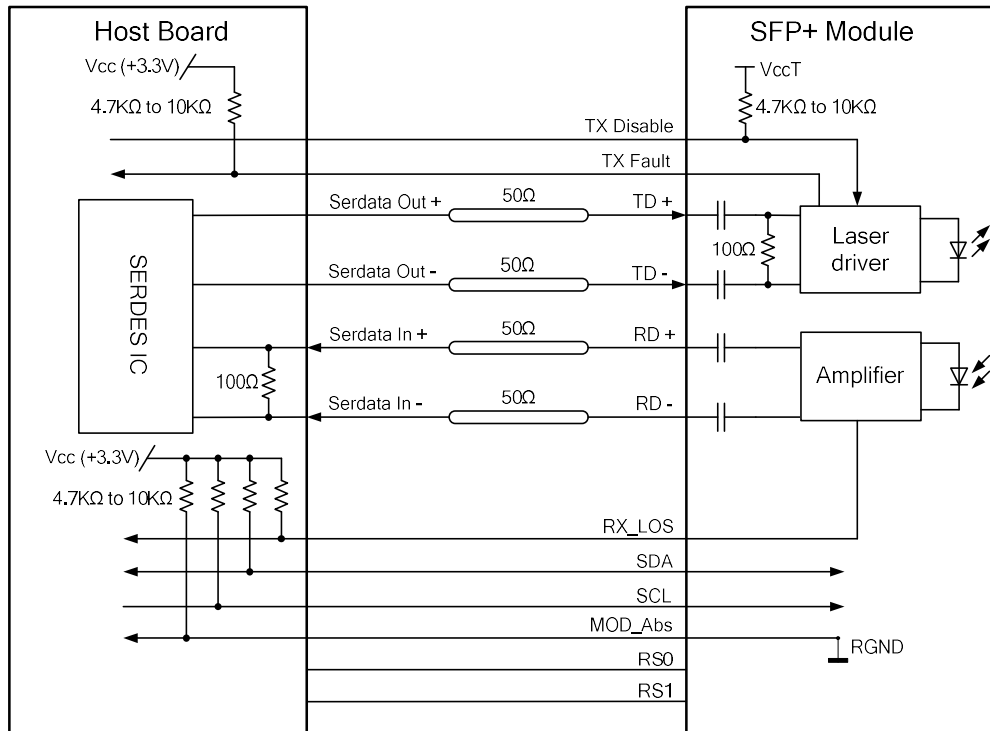 Host Board
SFP+ Module
Vcc (+3.3V)
4.7KΩ to 10KΩ
VccT
4.7KΩ to 10KΩ
TX Disable
TX Fault
SERDES IC
Serdata Out +
50Ω
TD +
Serdata Out -
50Ω
TD -
100Ω
Laser
driver
Serdata In +
50Ω
RD +
100Ω
Serdata In -
50Ω
RD -
Amplifier
Vcc (+3.3V)
4.7KΩ to 10KΩ
RX_LOS
SDA
SCL
MOD_Abs
RGND
RS0
RS1